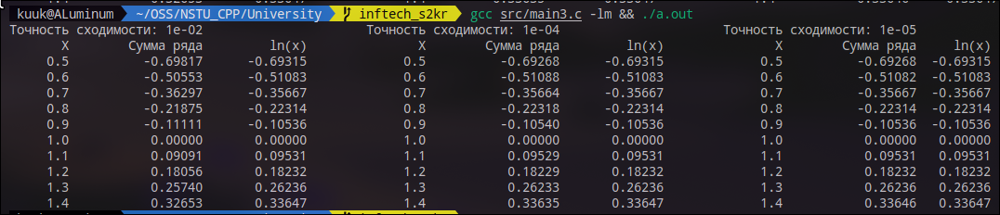 kuuk@ALuminum ~/OSS/NSTU_CPP/University inftech_s2kr gcc src/main3.c -lm && ./a.out
Точность сходимости: 1e-02 Точность сходимости: 1e-04 Точность сходимости: 1e-05
X Сумма ряда ln(x) X Сумма ряда ln(x) X Сумма ряда ln(x)
0.5 -0.69817 -0.69315 0.5 -0.69268 -0.69315 0.5 -0.69268 -0.69315
0.6 -0.50553 -0.51083 0.6 -0.51088 -0.51083 0.6 -0.51082 -0.51083
0.7 -0.36297 -0.35667 0.7 -0.35664 -0.35667 0.7 -0.35667 -0.35667
0.8 -0.21875 -0.22314 0.8 -0.22318 -0.22314 0.8 -0.22314 -0.22314
0.9 -0.11111 -0.10536 0.9 -0.10540 -0.10536 0.9 -0.10536 -0.10536
1.0 0.00000 0.00000 1.0 0.00000 0.00000 1.0 0.00000 0.00000
1.1 0.09091 0.09531 1.1 0.09529 0.09531 1.1 0.09531 0.09531
1.2 0.18056 0.18232 1.2 0.18229 0.18232 1.2 0.18232 0.18232
1.3 0.25740 0.26236 1.3 0.26233 0.26236 1.3 0.26236 0.26236
1.4 0.32653 0.33647 1.4 0.33635 0.33647 1.4 0.33646 0.33647